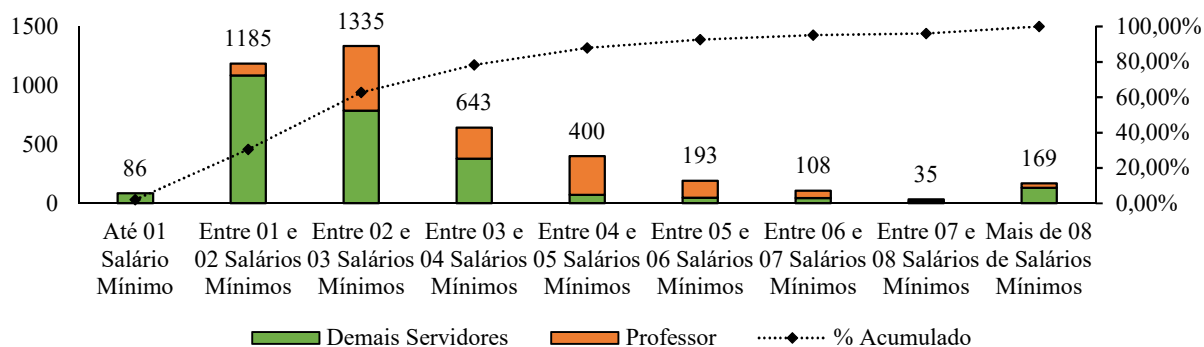 1500
1000
500
0
86
1185
1335
643
400
193
108
35
169
100,00%
80,00%
60,00%
40,00%
20,00%
0,00%
Até 01
Salário
Mínimo
Entre 01 e
02 Salários
Mínimos
Entre 02 e
03 Salários
Mínimos
Entre 03 e
04 Salários
Mínimos
Entre 04 e
05 Salários
Mínimos
Entre 05 e
06 Salários
Mínimos
Entre 06 e
07 Salários
Mínimos
Entre 07 e
08 Salários
Mínimos
Mais de 08
de Salários
Mínimos
Demais Servidores
Professor
% Acumulado